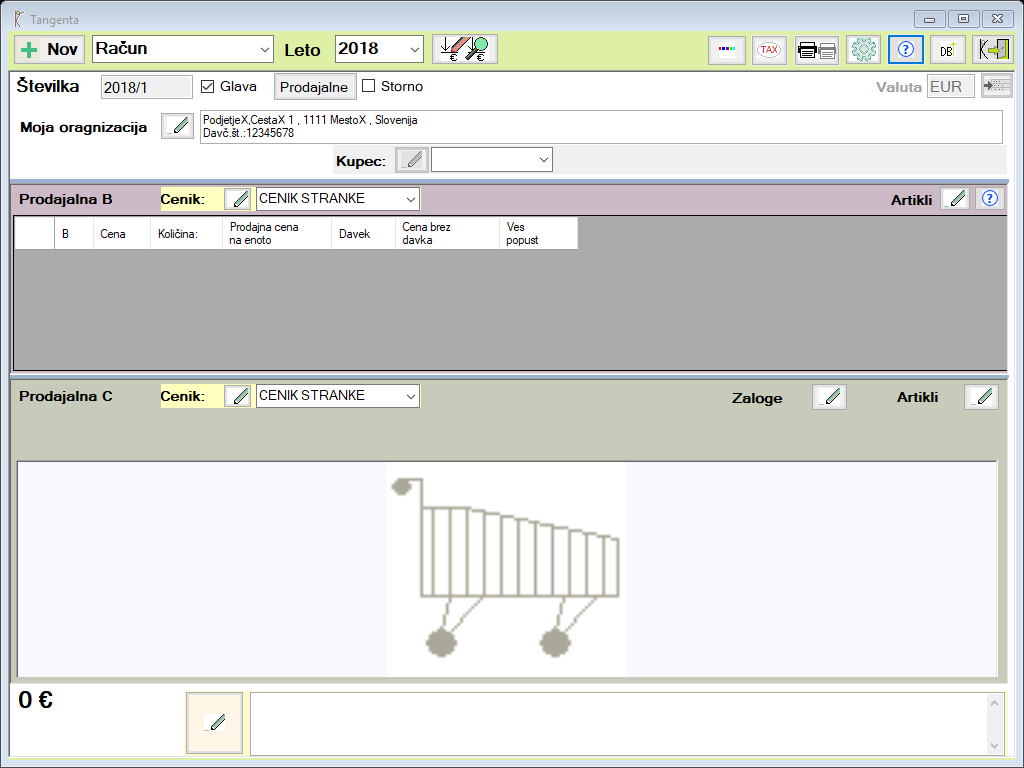 Tangenta
Nov Račun Leto 2018 TAX DB
Številka 2018/1 Glava Prodajalne Storno Valuta EUR
Moja oragnizacija PodjetjeX,CestaX 1 , 1111 MestoX , Slovenija
Davč.št.:12345678
Kupec:
Prodajalna B Cenik: CENIK STRANKE Artikli
B Cena Količina: Prodajna cena na enoto Davek Cena brez davka Ves popust
Prodajalna C Cenik: CENIK STRANKE Zaloge Artikli
0 €